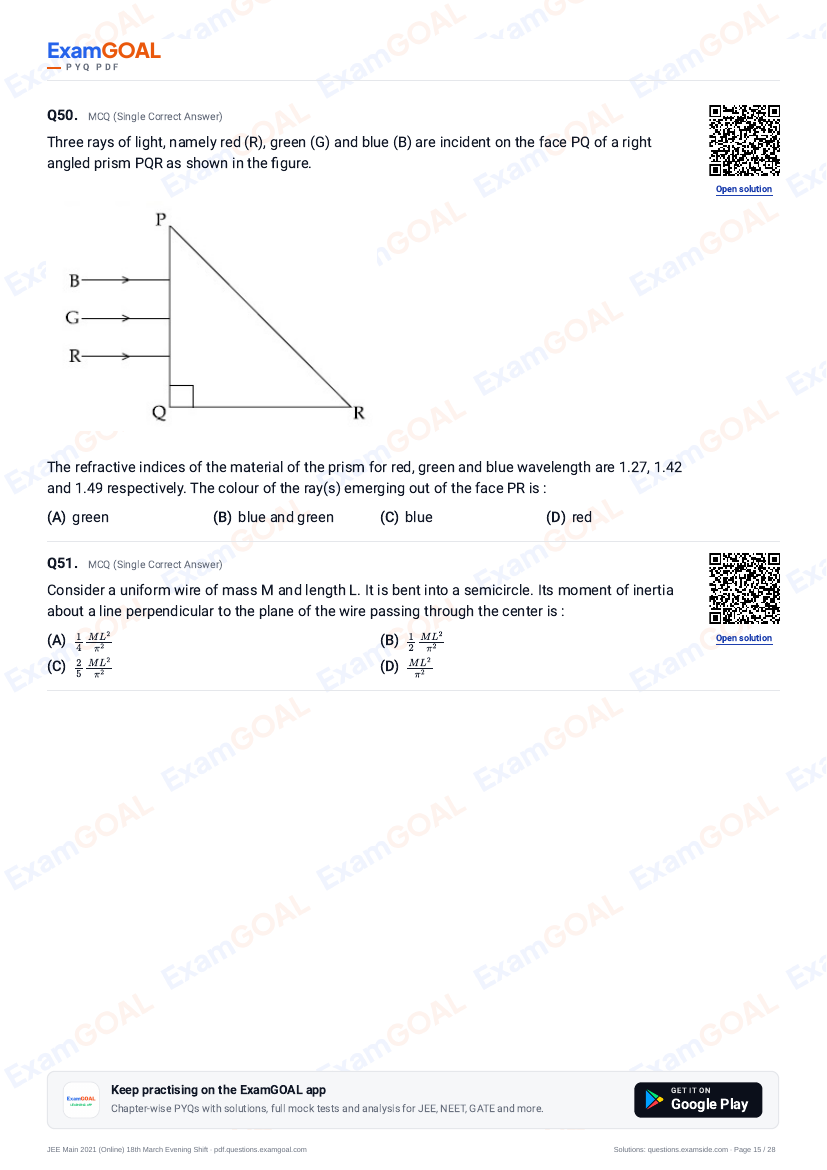 ExamGOAL
PYQ PDF
Q50. MCQ (Single Correct Answer)
Three rays of light, namely red (R), green (G) and blue (B) are incident on the face PQ of a right
angled prism PQR as shown in the figure.
Open solution
P
B
G
R
Q
R
The refractive indices of the material of the prism for red, green and blue wavelength are 1.27, 1.42
and 1.49 respectively. The colour of the ray(s) emerging out of the face PR is :
(A) green (B) blue and green (C) blue (D) red
Q51. MCQ (Single Correct Answer)
Consider a uniform wire of mass M and length L. It is bent into a semicircle. Its moment of inertia
about a line perpendicular to the plane of the wire passing through the center is :
Open solution
(A) 1/4 ML²/π² (B) 1/2 ML²/π²
(C) 2/5 ML²/π² (D) ML²/π²
Keep practising on the ExamGOAL app
Chapter-wise PYQs with solutions, full mock tests and analysis for JEE, NEET, GATE and more.
GET IT ON
Google Play
JEE Main 2021 (Online) 18th March Evening Shift · pdf.questions.examgoal.com
Solutions: questions.examside.com · Page 15 / 28